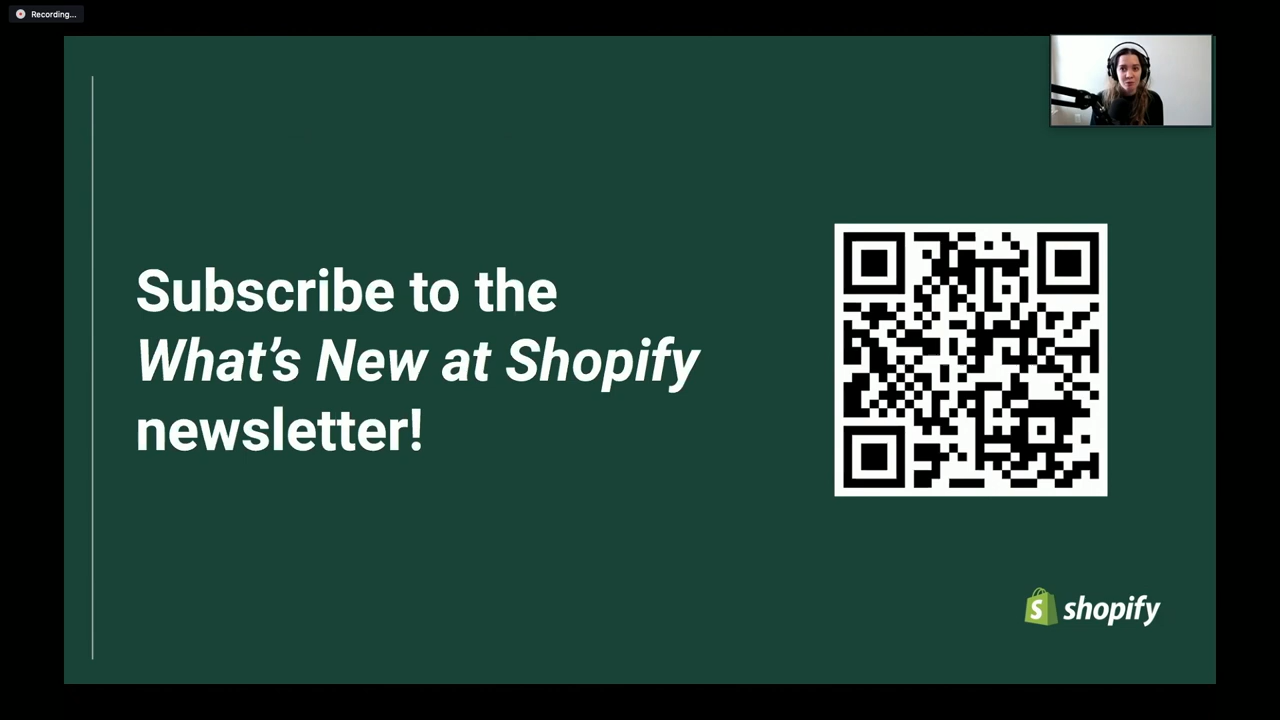 Recording...
Subscribe to the
What's New at Shopify
newsletter!
shopify